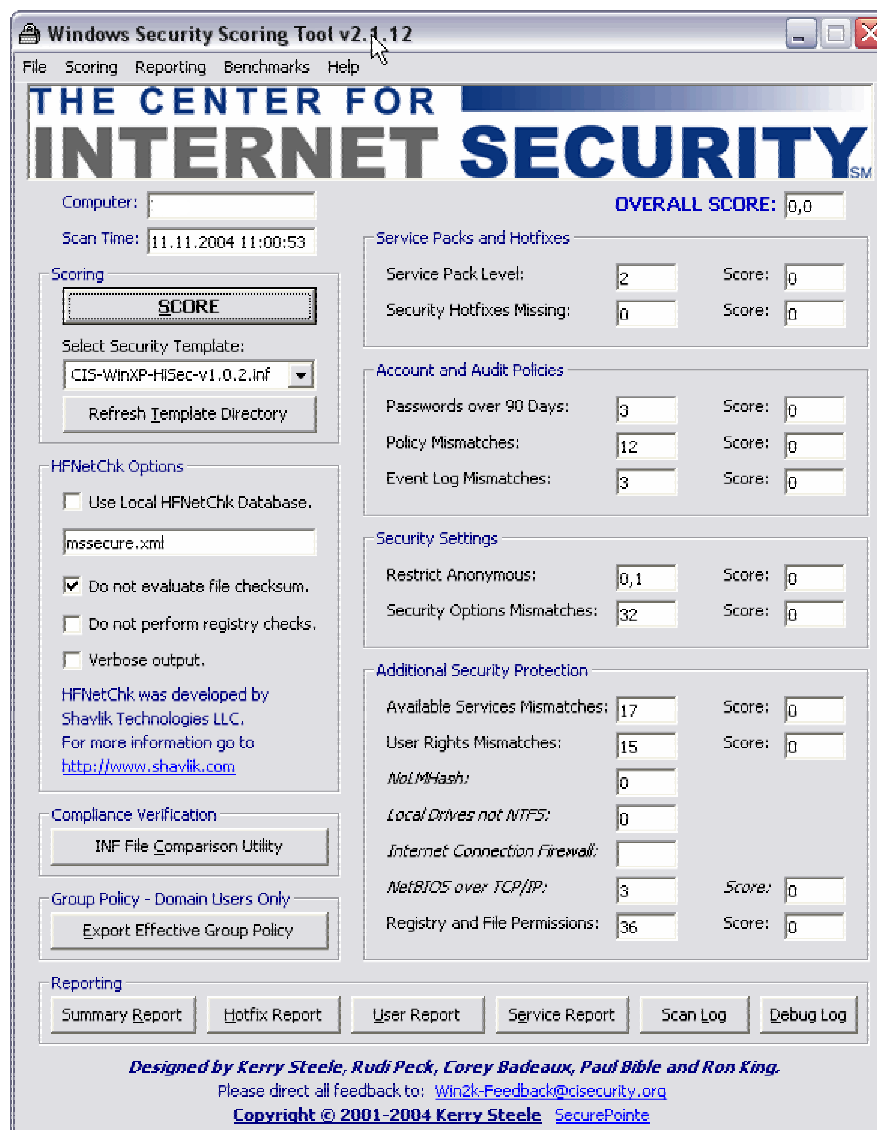 Windows Security Scoring Tool v2.1.12
File Scoring Reporting Benchmarks Help
THE CENTER FOR
INTERNET SECURITY SM
Computer:
OVERALL SCORE: 0,0
Scan Time: 11.11.2004 11:00:53
Scoring
SCORE
Select Security Template:
CIS-WinXP-HiSec-v1.0.2.inf
Refresh Template Directory
HFNetChk Options
Use Local HFNetChk Database.
mssecure.xml
Do not evaluate file checksum.
Do not perform registry checks.
Verbose output.
HFNetChk was developed by
Shavlik Technologies LLC.
For more information go to
http://www.shavlik.com
Compliance Verification
INF File Comparison Utility
Group Policy - Domain Users Only
Export Effective Group Policy
Service Packs and Hotfixes
Service Pack Level: 2 Score: 0
Security Hotfixes Missing: 0 Score: 0
Account and Audit Policies
Passwords over 90 Days: 3 Score: 0
Policy Mismatches: 12 Score: 0
Event Log Mismatches: 3 Score: 0
Security Settings
Restrict Anonymous: 0,1 Score: 0
Security Options Mismatches: 32 Score: 0
Additional Security Protection
Available Services Mismatches: 17 Score: 0
User Rights Mismatches: 15 Score: 0
NoLMHash: 0
Local Drives not NTFS: 0
Internet Connection Firewall:
NetBIOS over TCP/IP: 3 Score: 0
Registry and File Permissions: 36 Score: 0
Reporting
Summary Report Hotfix Report User Report Service Report Scan Log Debug Log
Designed by Kerry Steele, Rudi Peck, Corey Badeaux, Paul Bible and Ron King.
Please direct all feedback to: Win2k-Feedback@cisecurity.org
Copyright © 2001-2004 Kerry Steele SecurePointe